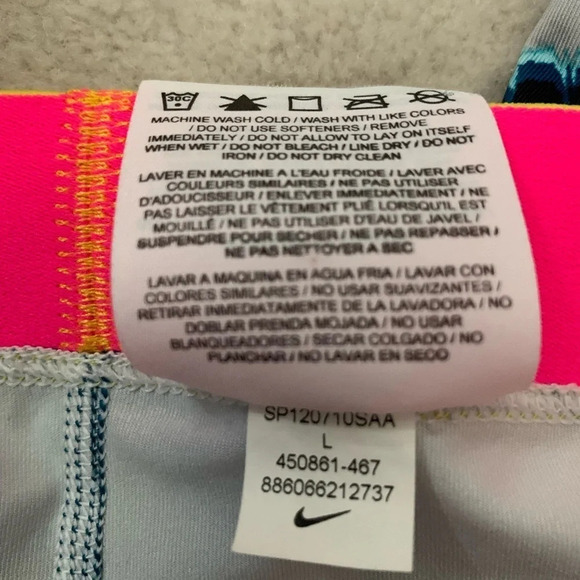 30C
MACHINE WASH COLD / WASH WITH LIKE COLORS
/ DO NOT USE SOFTENERS / REMOVE
IMMEDIATELY / DO NOT ALLOW TO LAY ON ITSELF
WHEN WET / DO NOT BLEACH / LINE DRY / DO NOT
IRON / DO NOT DRY CLEAN
LAVER EN MACHINE A L'EAU FROIDE / LAVER AVEC
COULEURS SIMILAIRES / NE PAS UTILISER
D'ADOUCISSEUR / ENLEVER IMMEDIATEMENT / NE
PAS LAISSER LE VÊTEMENT PLIÉ LORSQU'IL EST
MOUILLÉ / NE PAS UTILISER D'EAU DE JAVEL /
SUSPENDRE POUR SECHER / NE PAS REPASSER /
NE PAS NETTOYER A SEC
LAVAR A MAQUINA EN AGUA FRIA / LAVAR CON
COLORES SIMILARES / NO USAR SUAVIZANTES /
RETIRAR INMEDIATAMENTE DE LA LAVADORA / NO
DOBLAR PRENDA MOJADA / NO USAR
BLANQUEADORES / SECAR COLGADO / NO
PLANCHAR / NO LAVAR EN SECO
SP120710SAA
L
450861-467
886066212737